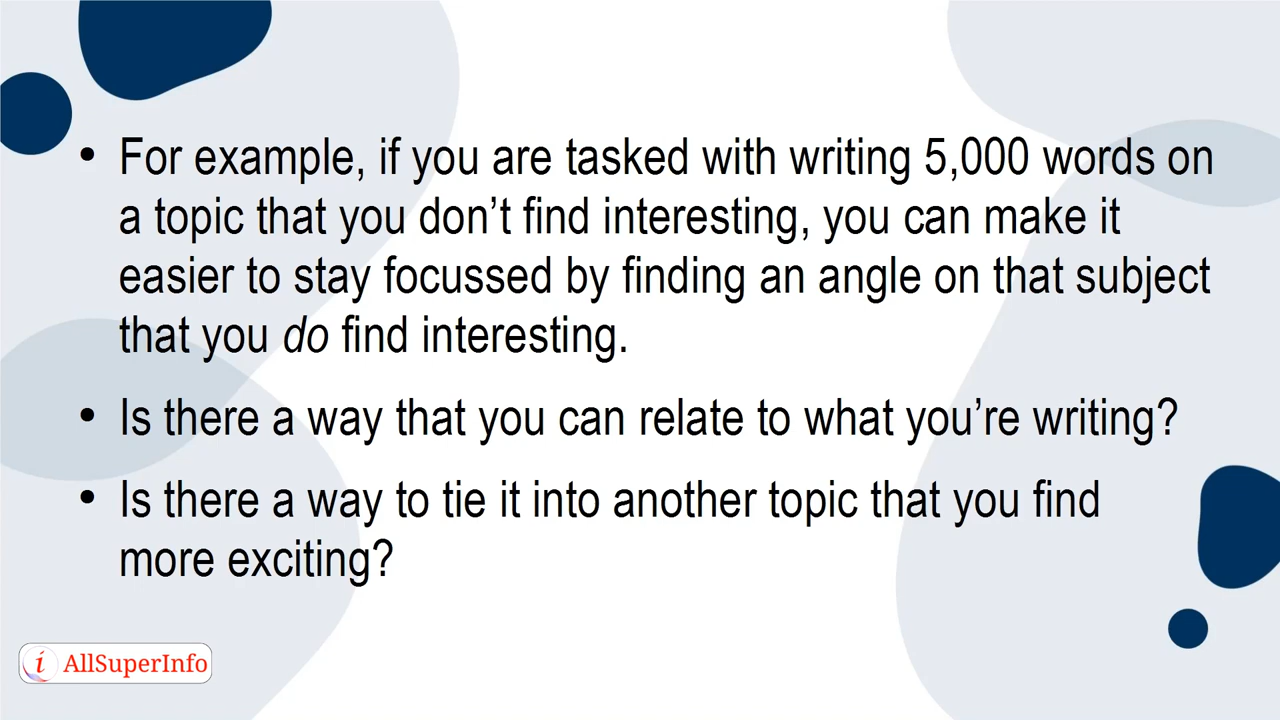 • For example, if you are tasked with writing 5,000 words on
a topic that you don’t find interesting, you can make it
easier to stay focussed by finding an angle on that subject
that you do find interesting.
• Is there a way that you can relate to what you’re writing?
• Is there a way to tie it into another topic that you find
more exciting?
i AllSuperInfo